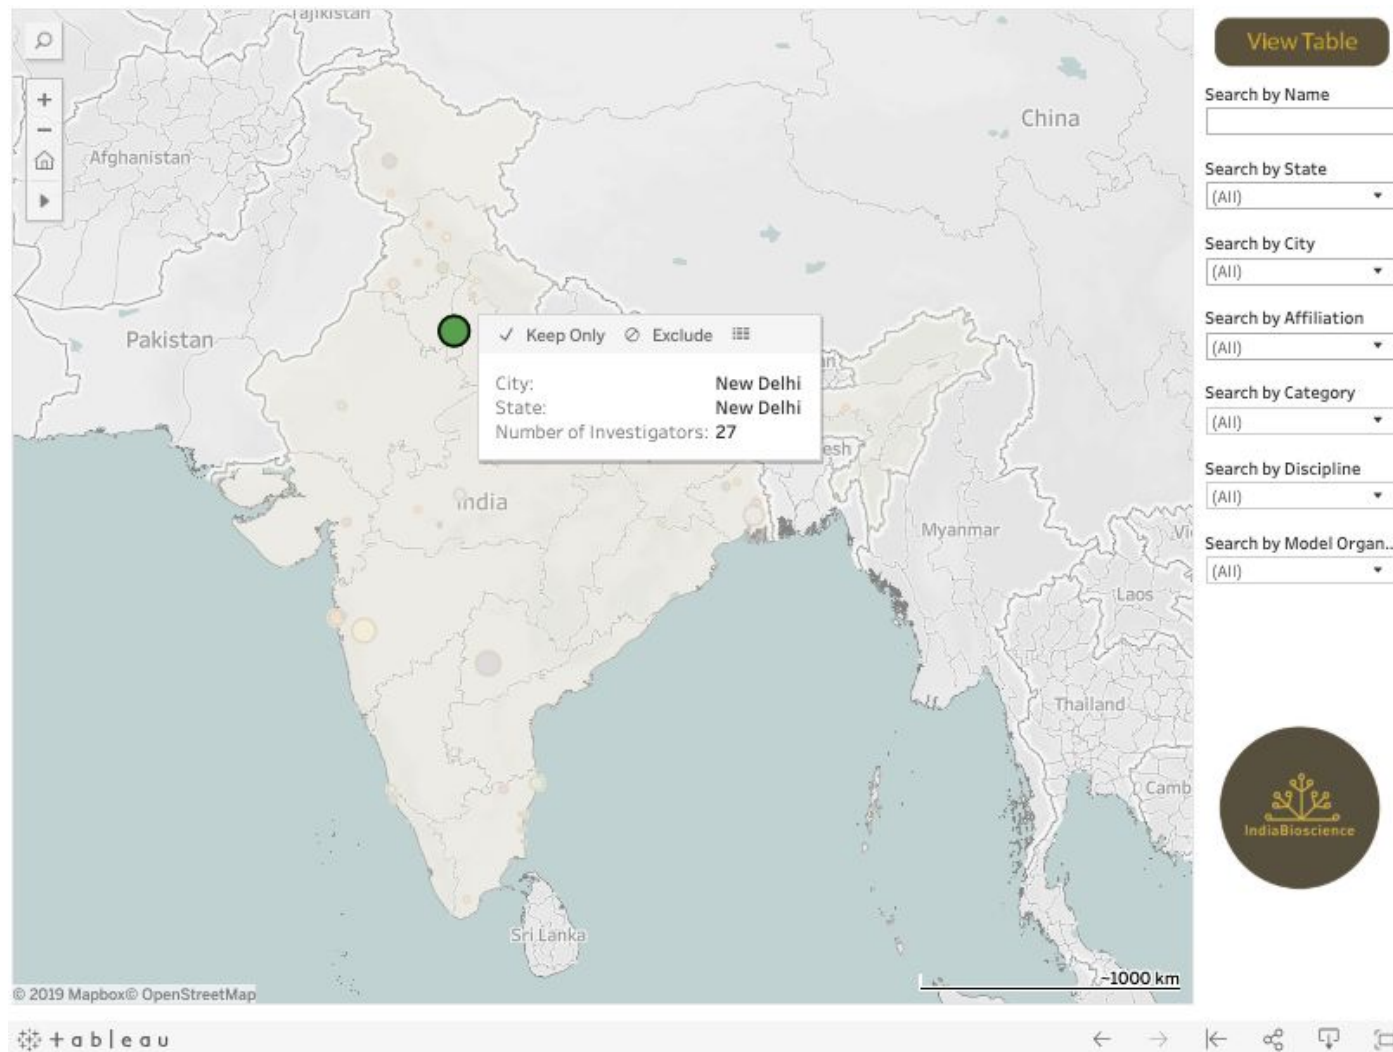 Tajikistan
View Table
Search by Name
China
Afghanistan
Search by State
(All)
Search by City
(All)
Pakistan
Keep Only Exclude
Search by Affiliation
(All)
City: New Delhi
State: New Delhi
Number of Investigators: 27
Search by Category
(All)
an
esh
Search by Discipline
(All)
India
Myanmar
Vi
Search by Model Organ...
(All)
Laos
Thailand
Camb
IndiaBioscience
Sri Lanka
~1000 km
© 2019 Mapbox© OpenStreetMap
+ableau